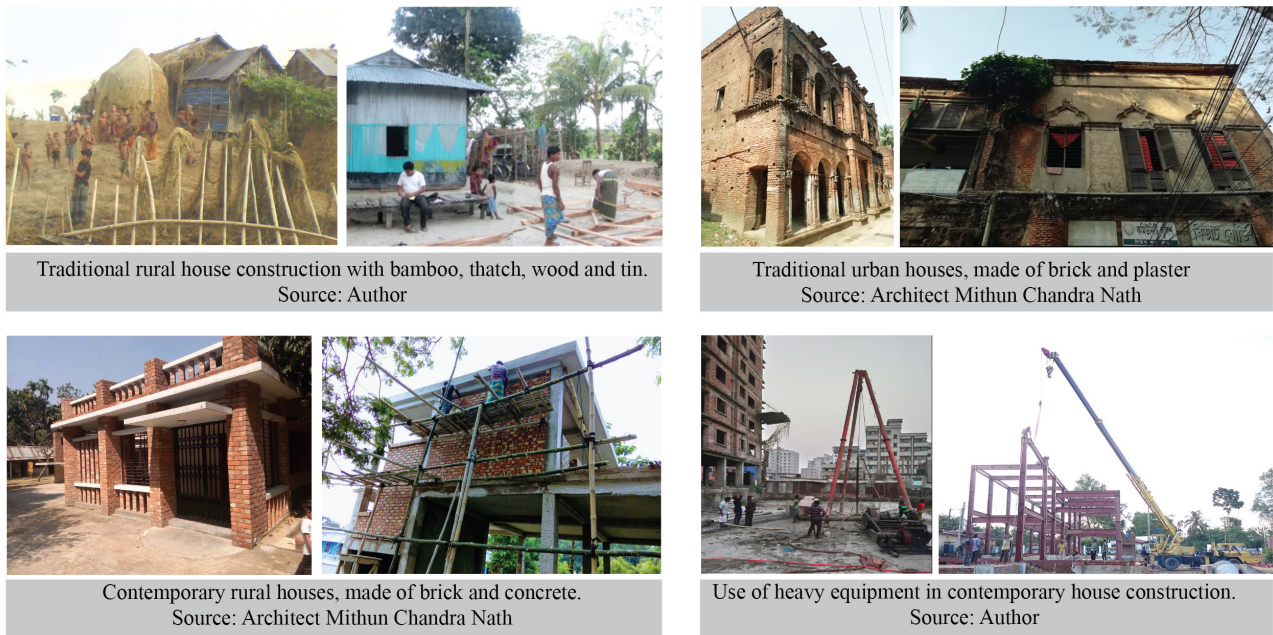 Traditional rural house construction with bamboo, thatch, wood and tin.
Source: Author
Traditional urban houses, made of brick and plaster
Source: Architect Mithun Chandra Nath
Contemporary rural houses, made of brick and concrete.
Source: Architect Mithun Chandra Nath
Use of heavy equipment in contemporary house construction.
Source: Author